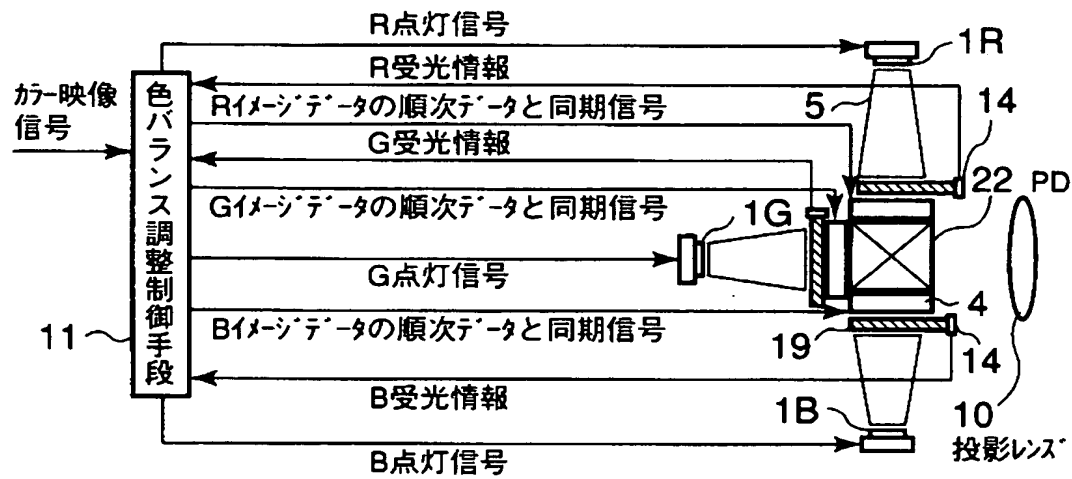 R点灯信号
1R
R受光情報
カラー映像
信号
5
14
Rイメージデータの順次データと同期信号
G受光情報
22
PD
Gイメージデータの順次データと同期信号
1G
色バランス調整制御手段
G点灯信号
4
11
Bイメージデータの順次データと同期信号
19
14
B受光情報
1B
10
投影レンズ
B点灯信号